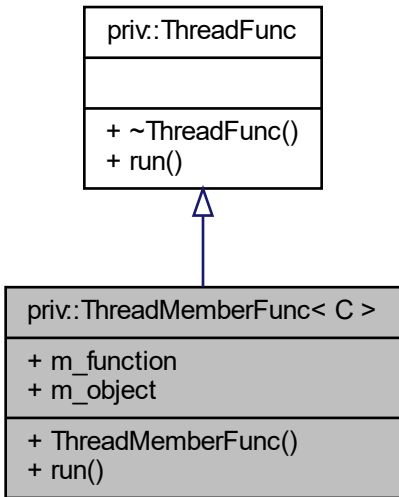 priv::ThreadFunc
+ ~ThreadFunc()
+ run()
priv::ThreadMemberFunc< C >
+ m_function
+ m_object
+ ThreadMemberFunc()
+ run()